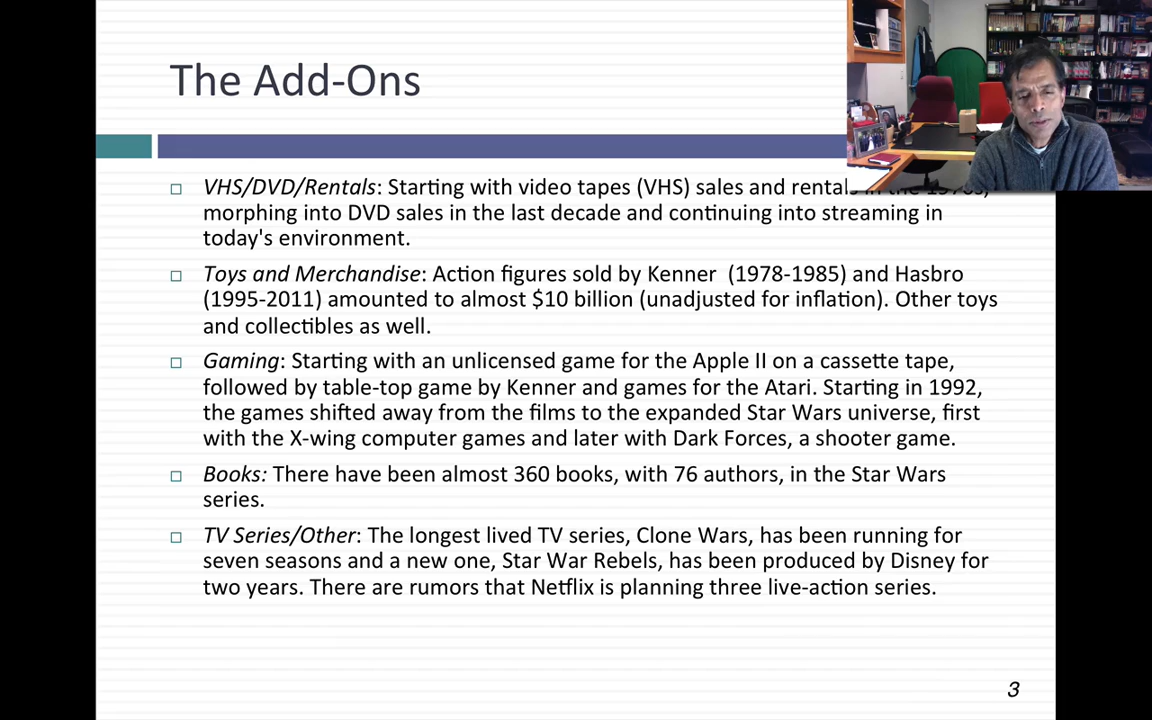 The Add-Ons
VHS/DVD/Rentals: Starting with video tapes (VHS) sales and rentals in the 1970s,
morphing into DVD sales in the last decade and continuing into streaming in
today's environment.
Toys and Merchandise: Action figures sold by Kenner (1978-1985) and Hasbro
(1995-2011) amounted to almost $10 billion (unadjusted for inflation). Other toys
and collectibles as well.
Gaming: Starting with an unlicensed game for the Apple II on a cassette tape,
followed by table-top game by Kenner and games for the Atari. Starting in 1992,
the games shifted away from the films to the expanded Star Wars universe, first
with the X-wing computer games and later with Dark Forces, a shooter game.
Books: There have been almost 360 books, with 76 authors, in the Star Wars
series.
TV Series/Other: The longest lived TV series, Clone Wars, has been running for
seven seasons and a new one, Star War Rebels, has been produced by Disney for
two years. There are rumors that Netflix is planning three live-action series.
3